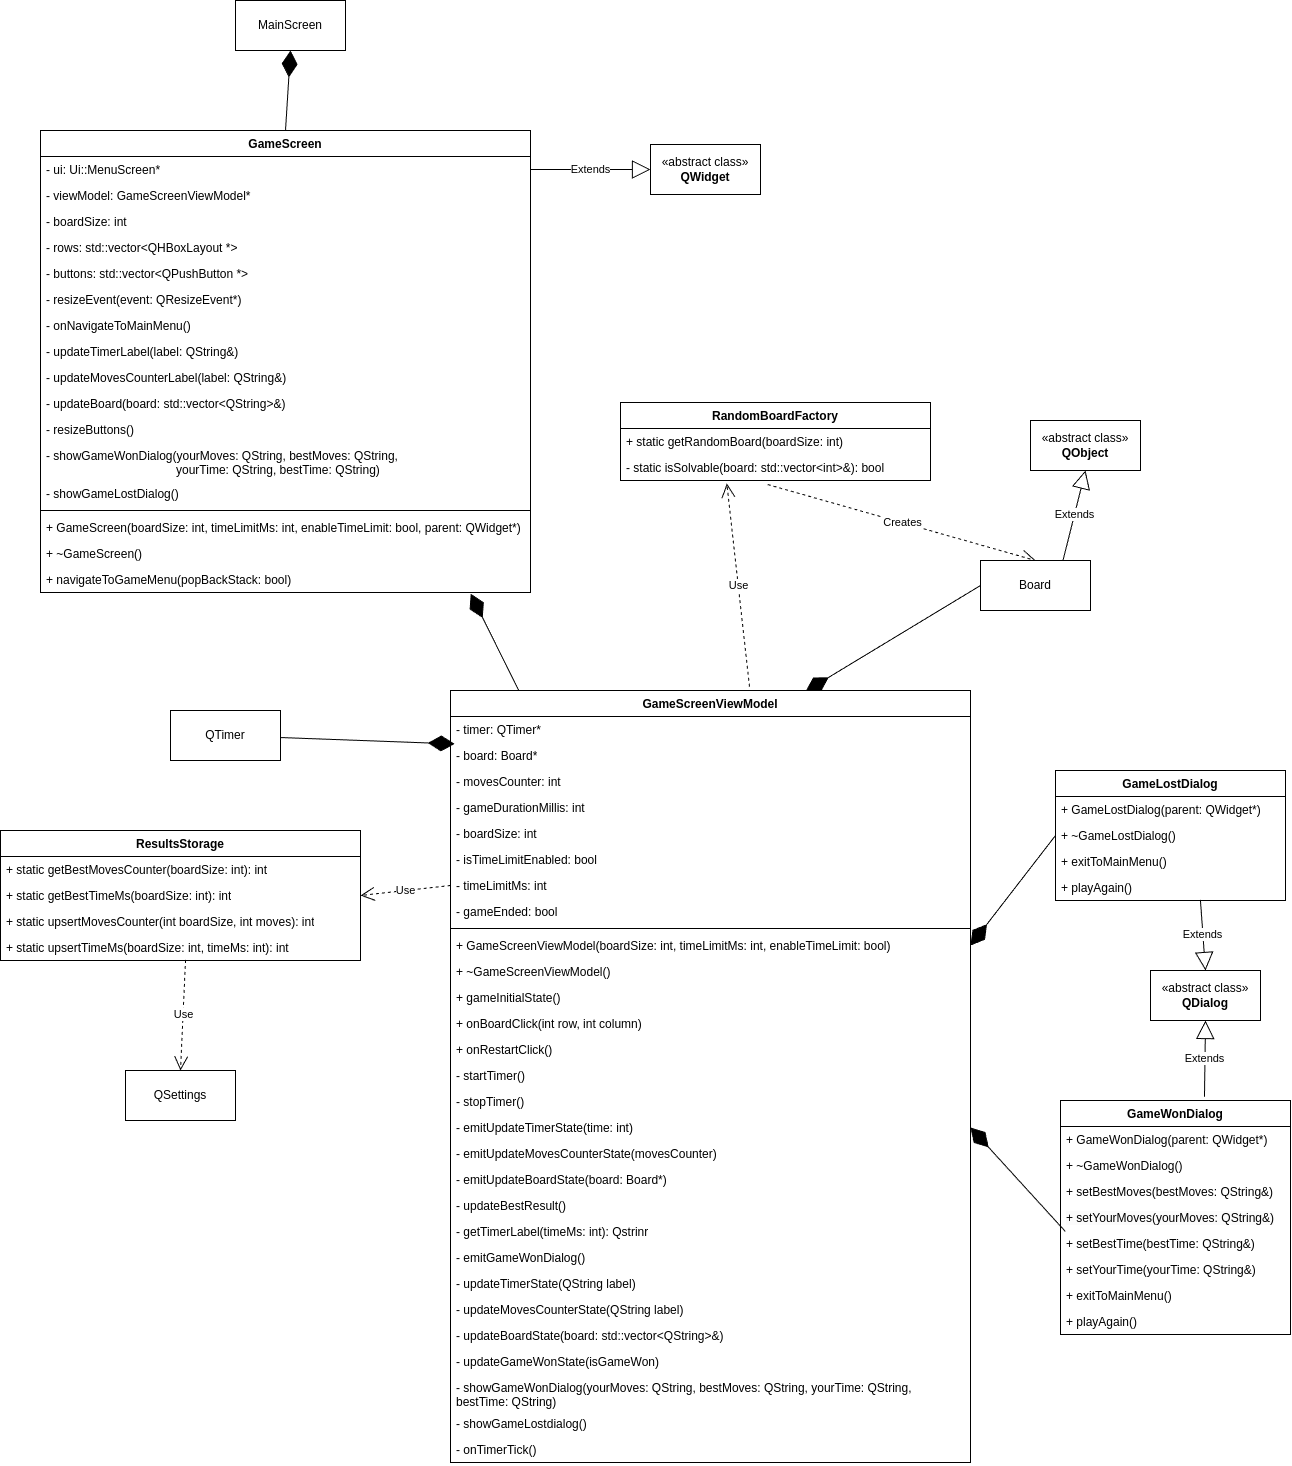 MainScreen
GameScreen
- ui: Ui::MenuScreen*
- viewModel: GameScreenViewModel*
- boardSize: int
- rows: std::vector<QHBoxLayout *>
- buttons: std::vector<QPushButton *>
- resizeEvent(event: QResizeEvent*)
- onNavigateToMainMenu()
- updateTimerLabel(label: QString&)
- updateMovesCounterLabel(label: QString&)
- updateBoard(board: std::vector<QString>&)
- resizeButtons()
- showGameWonDialog(yourMoves: QString, bestMoves: QString,
yourTime: QString, bestTime: QString)
- showGameLostDialog()
+ GameScreen(boardSize: int, timeLimitMs: int, enableTimeLimit: bool, parent: QWidget*)
+ ~GameScreen()
+ navigateToGameMenu(popBackStack: bool)
Extends
«abstract class»
QWidget
RandomBoardFactory
+ static getRandomBoard(boardSize: int)
- static isSolvable(board: std::vector<int>&): bool
«abstract class»
QObject
Extends
Creates
Use
Board
QTimer
GameScreenViewModel
- timer: QTimer*
- board: Board*
- movesCounter: int
- gameDurationMillis: int
- boardSize: int
- isTimeLimitEnabled: bool
- timeLimitMs: int
- gameEnded: bool
+ GameScreenViewModel(boardSize: int, timeLimitMs: int, enableTimeLimit: bool)
+ ~GameScreenViewModel()
+ gameInitialState()
+ onBoardClick(int row, int column)
+ onRestartClick()
- startTimer()
- stopTimer()
- emitUpdateTimerState(time: int)
- emitUpdateMovesCounterState(movesCounter)
- emitUpdateBoardState(board: Board*)
- updateBestResult()
- getTimerLabel(timeMs: int): Qstrinr
- emitGameWonDialog()
- updateTimerState(QString label)
- updateMovesCounterState(QString label)
- updateBoardState(board: std::vector<QString>&)
- updateGameWonState(isGameWon)
- showGameWonDialog(yourMoves: QString, bestMoves: QString, yourTime: QString,
bestTime: QString)
- showGameLostdialog()
- onTimerTick()
ResultsStorage
+ static getBestMovesCounter(boardSize: int): int
+ static getBestTimeMs(boardSize: int): int
+ static upsertMovesCounter(int boardSize, int moves): int
+ static upsertTimeMs(boardSize: int, timeMs: int): int
Use
Use
QSettings
GameLostDialog
+ GameLostDialog(parent: QWidget*)
+ ~GameLostDialog()
+ exitToMainMenu()
+ playAgain()
Extends
«abstract class»
QDialog
Extends
GameWonDialog
+ GameWonDialog(parent: QWidget*)
+ ~GameWonDialog()
+ setBestMoves(bestMoves: QString&)
+ setYourMoves(yourMoves: QString&)
+ setBestTime(bestTime: QString&)
+ setYourTime(yourTime: QString&)
+ exitToMainMenu()
+ playAgain()